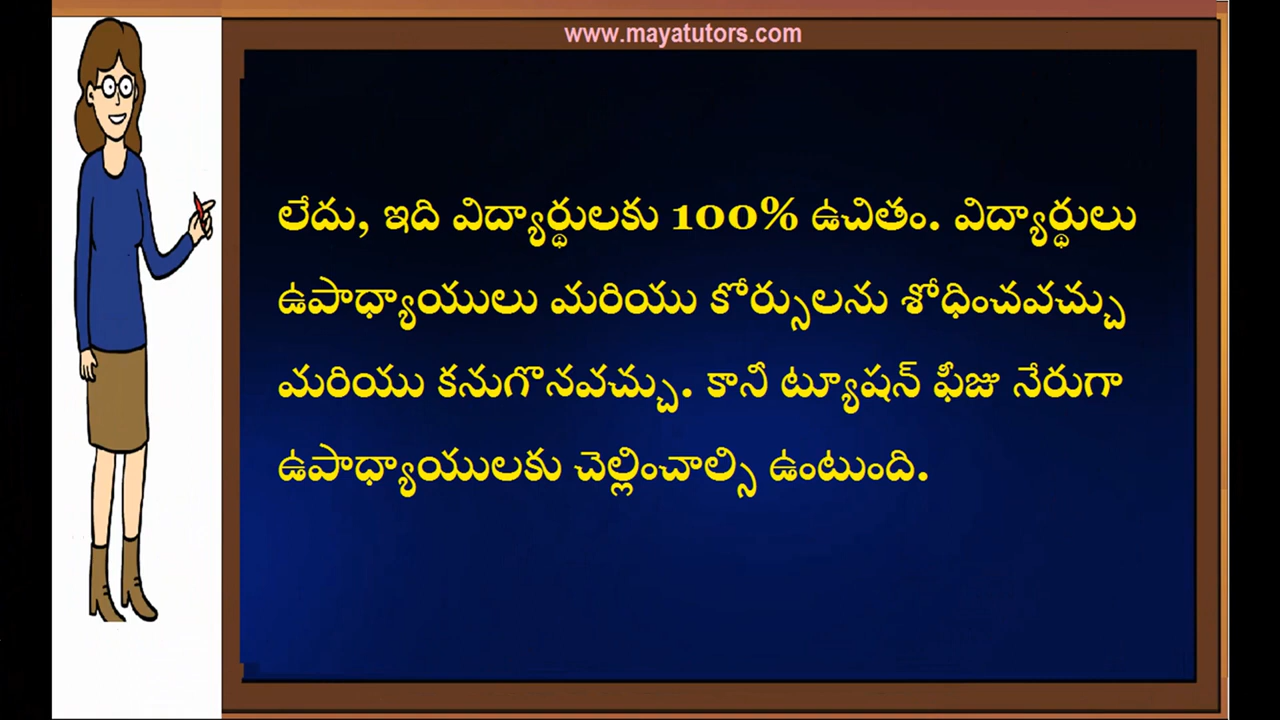 www.mayatutors.com
లేదు, ఇది విద్యార్థులకు 100% ఉచితం. విద్యార్థులు
ఉపాధ్యాయులు మరియు కోర్సులను శోధించవచ్చు
మరియు కనుగొనవచ్చు. కానీ ట్యూషన్ ఫీజు నేరుగా
ఉపాధ్యాయులకు చెల్లించాల్సి ఉంటుంది.